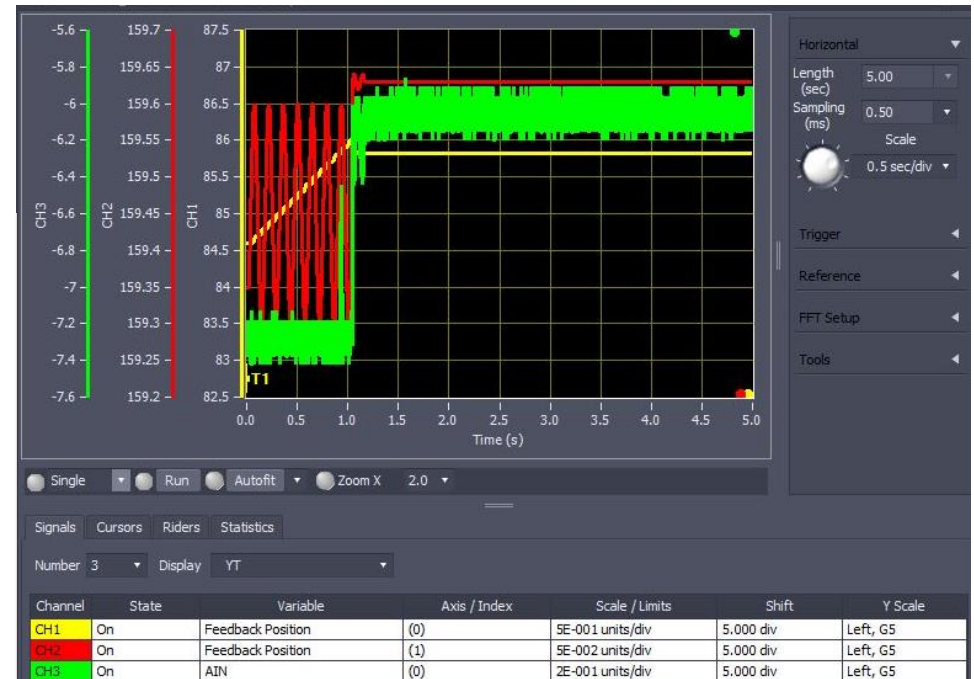 -5.6 159.7 87.5
-5.8 159.65 87
-6 159.6 86.5
-6.2 159.55 86
-6.4 159.5 85.5
-6.6 159.45 85
-6.8 159.4 84.5
-7 159.35 84
-7.2 159.3 83.5
-7.4 159.25 83
-7.6 159.2 82.5
CH3 CH2 CH1
T1
0.0 0.5 1.0 1.5 2.0 2.5 3.0 3.5 4.0 4.5 5.0
Time (s)
Horizontal
Length (sec) 5.00
Sampling (ms) 0.50
Scale
0.5 sec/div
Trigger
Reference
FFT Setup
Tools
Single Run Autofit Zoom X 2.0
Signals Cursors Riders Statistics
Number 3 Display YT
Channel State Variable Axis / Index Scale / Limits Shift Y Scale
CH1 On Feedback Position (0) 5E-001 units/div 5.000 div Left, G5
CH2 On Feedback Position (1) 5E-002 units/div 5.000 div Left, G5
CH3 On AIN (0) 2E-001 units/div 5.000 div Left, G5